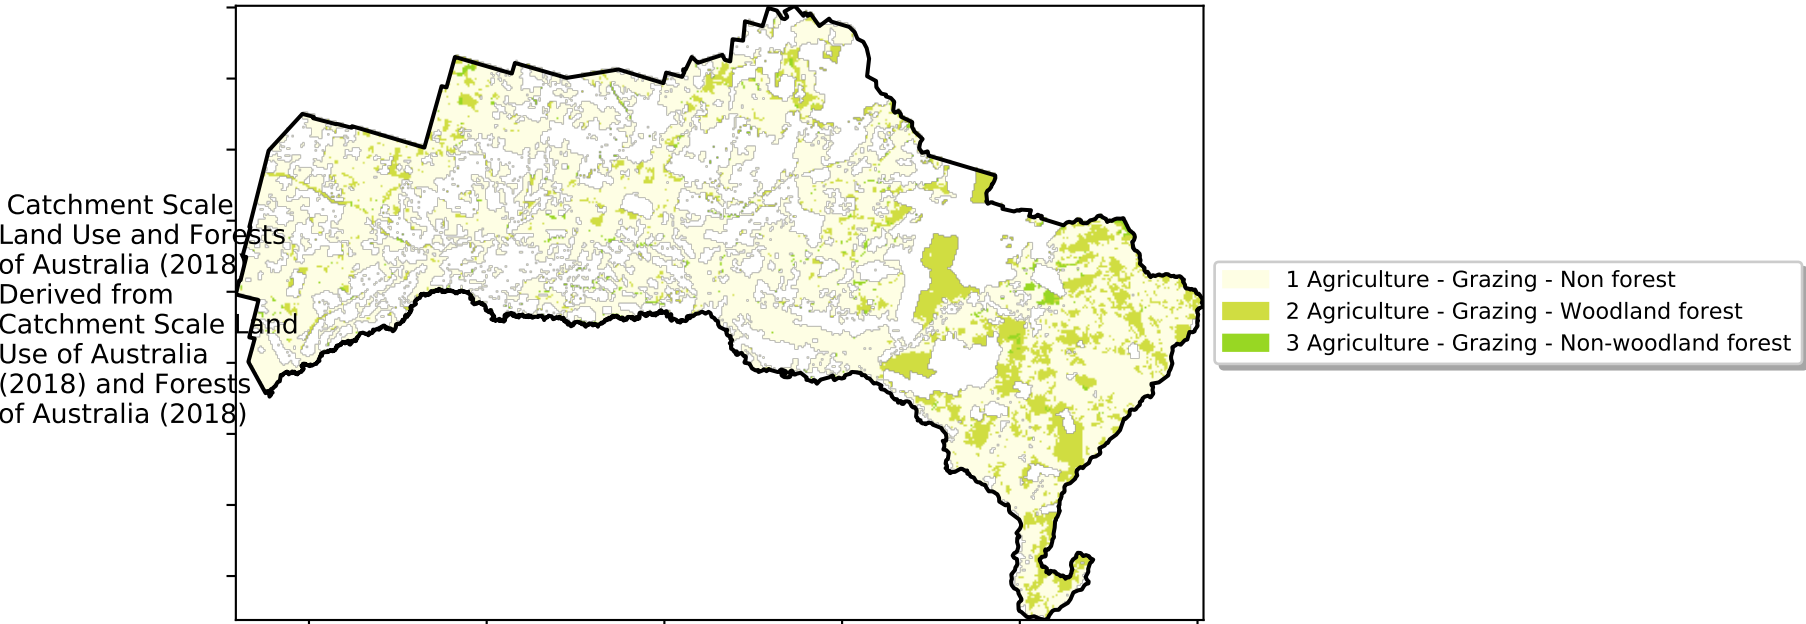 Catchment Scale
Land Use and Forests
of Australia (2018)
Derived from
Catchment Scale Land
Use of Australia
(2018) and Forests
of Australia (2018)
1 Agriculture - Grazing - Non forest
2 Agriculture - Grazing - Woodland forest
3 Agriculture - Grazing - Non-woodland forest